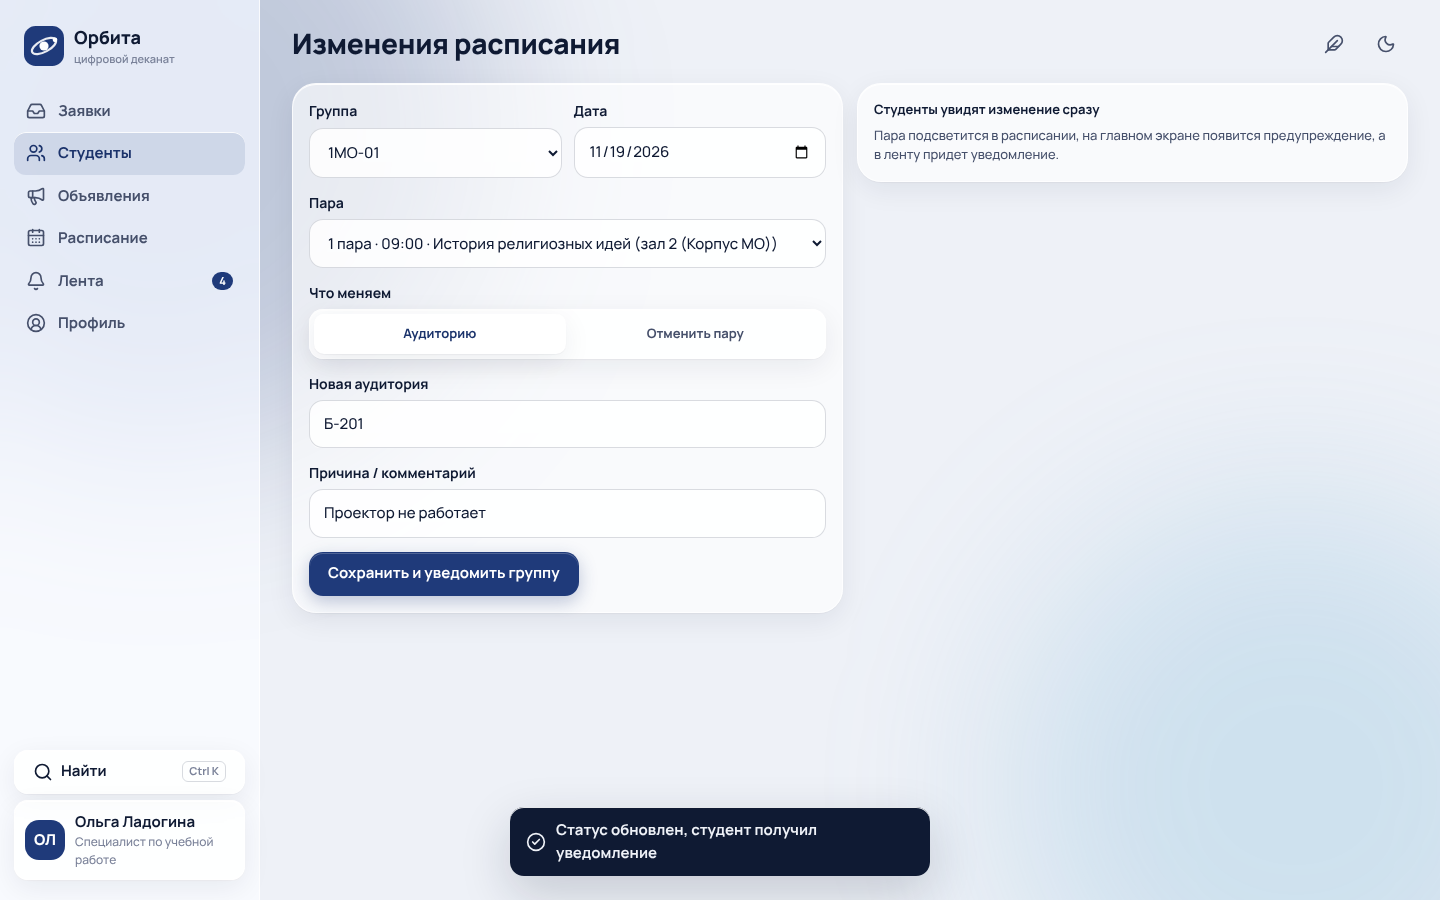 Орбита
цифровой деканат
Заявки
Студенты
Объявления
Расписание
Лента
4
Профиль
Найти
Ctrl K
ОЛ
Ольга Ладогина
Специалист по учебной
работе
Изменения расписания
Группа
Дата
1МО-01
11/19/2026
Пара
1 пара · 09:00 · История религиозных идей (зал 2 (Корпус МО))
Что меняем
Аудиторию
Отменить пару
Новая аудитория
Б-201
Причина / комментарий
Проектор не работает
Сохранить и уведомить группу
Студенты увидят изменение сразу
Пара подсветится в расписании, на главном экране появится предупреждение, а
в ленту придет уведомление.
Статус обновлен, студент получил
уведомление